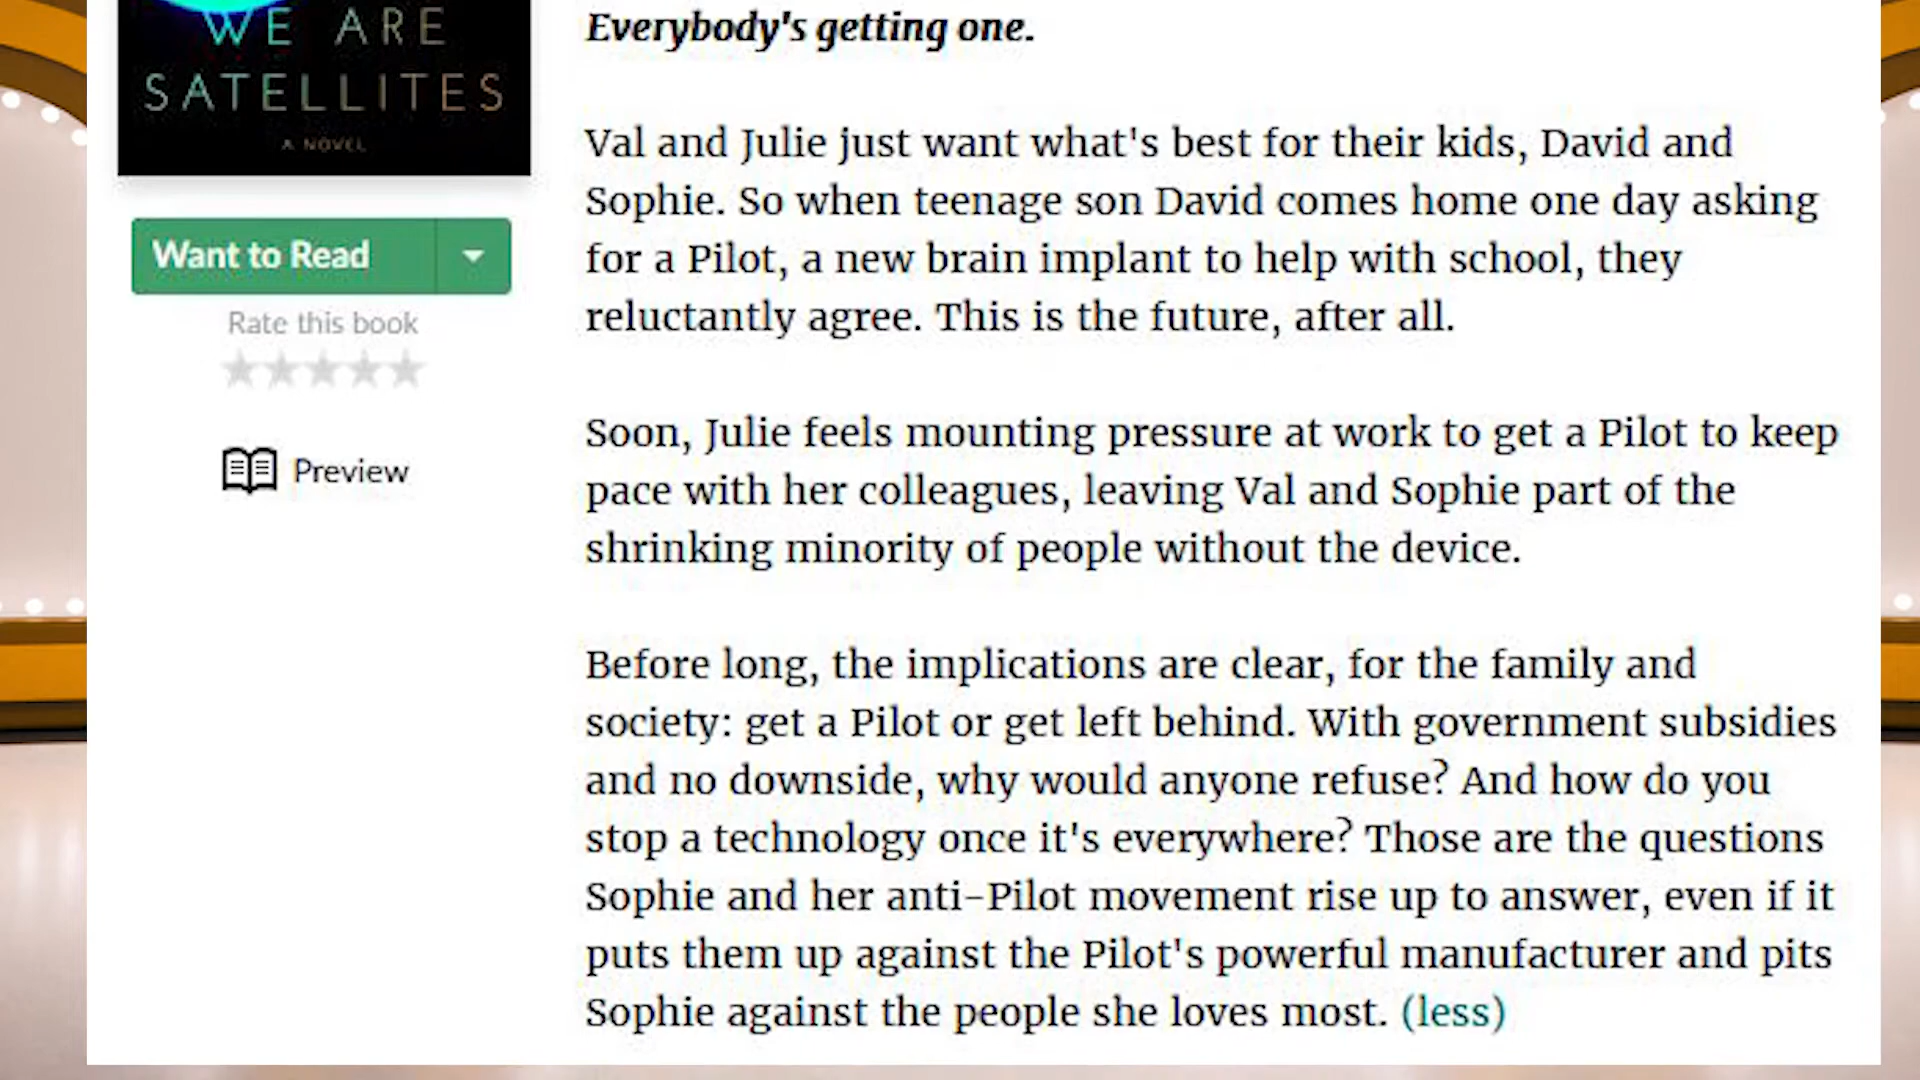 WE ARE
SATELLITES
A NOVEL
Want to Read
Rate this book
Preview
Everybody's getting one.
Val and Julie just want what's best for their kids, David and
Sophie. So when teenage son David comes home one day asking
for a Pilot, a new brain implant to help with school, they
reluctantly agree. This is the future, after all.
Soon, Julie feels mounting pressure at work to get a Pilot to keep
pace with her colleagues, leaving Val and Sophie part of the
shrinking minority of people without the device.
Before long, the implications are clear, for the family and
society: get a Pilot or get left behind. With government subsidies
and no downside, why would anyone refuse? And how do you
stop a technology once it's everywhere? Those are the questions
Sophie and her anti-Pilot movement rise up to answer, even if it
puts them up against the Pilot's powerful manufacturer and pits
Sophie against the people she loves most. (less)